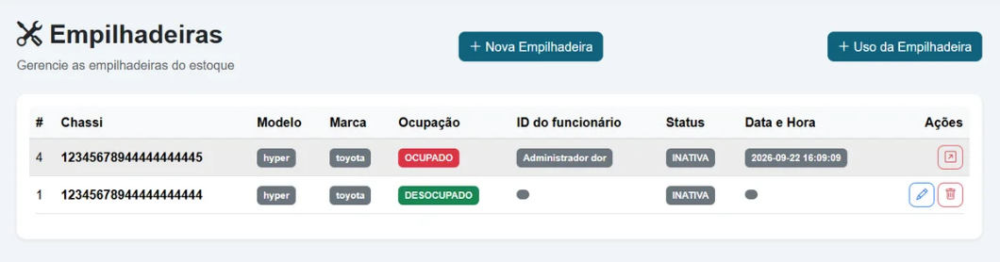 Empilhadeiras
Gerencie as empilhadeiras do estoque
+ Nova Empilhadeira
+ Uso da Empilhadeira
# Chassi Modelo Marca Ocupação ID do funcionário Status Data e Hora Ações
4 12345678944444444445 hyper toyota OCUPADO Administrador dor INATIVA 2026-09-22 16:09:09
1 12345678944444444444 hyper toyota DESOCUPADO INATIVA